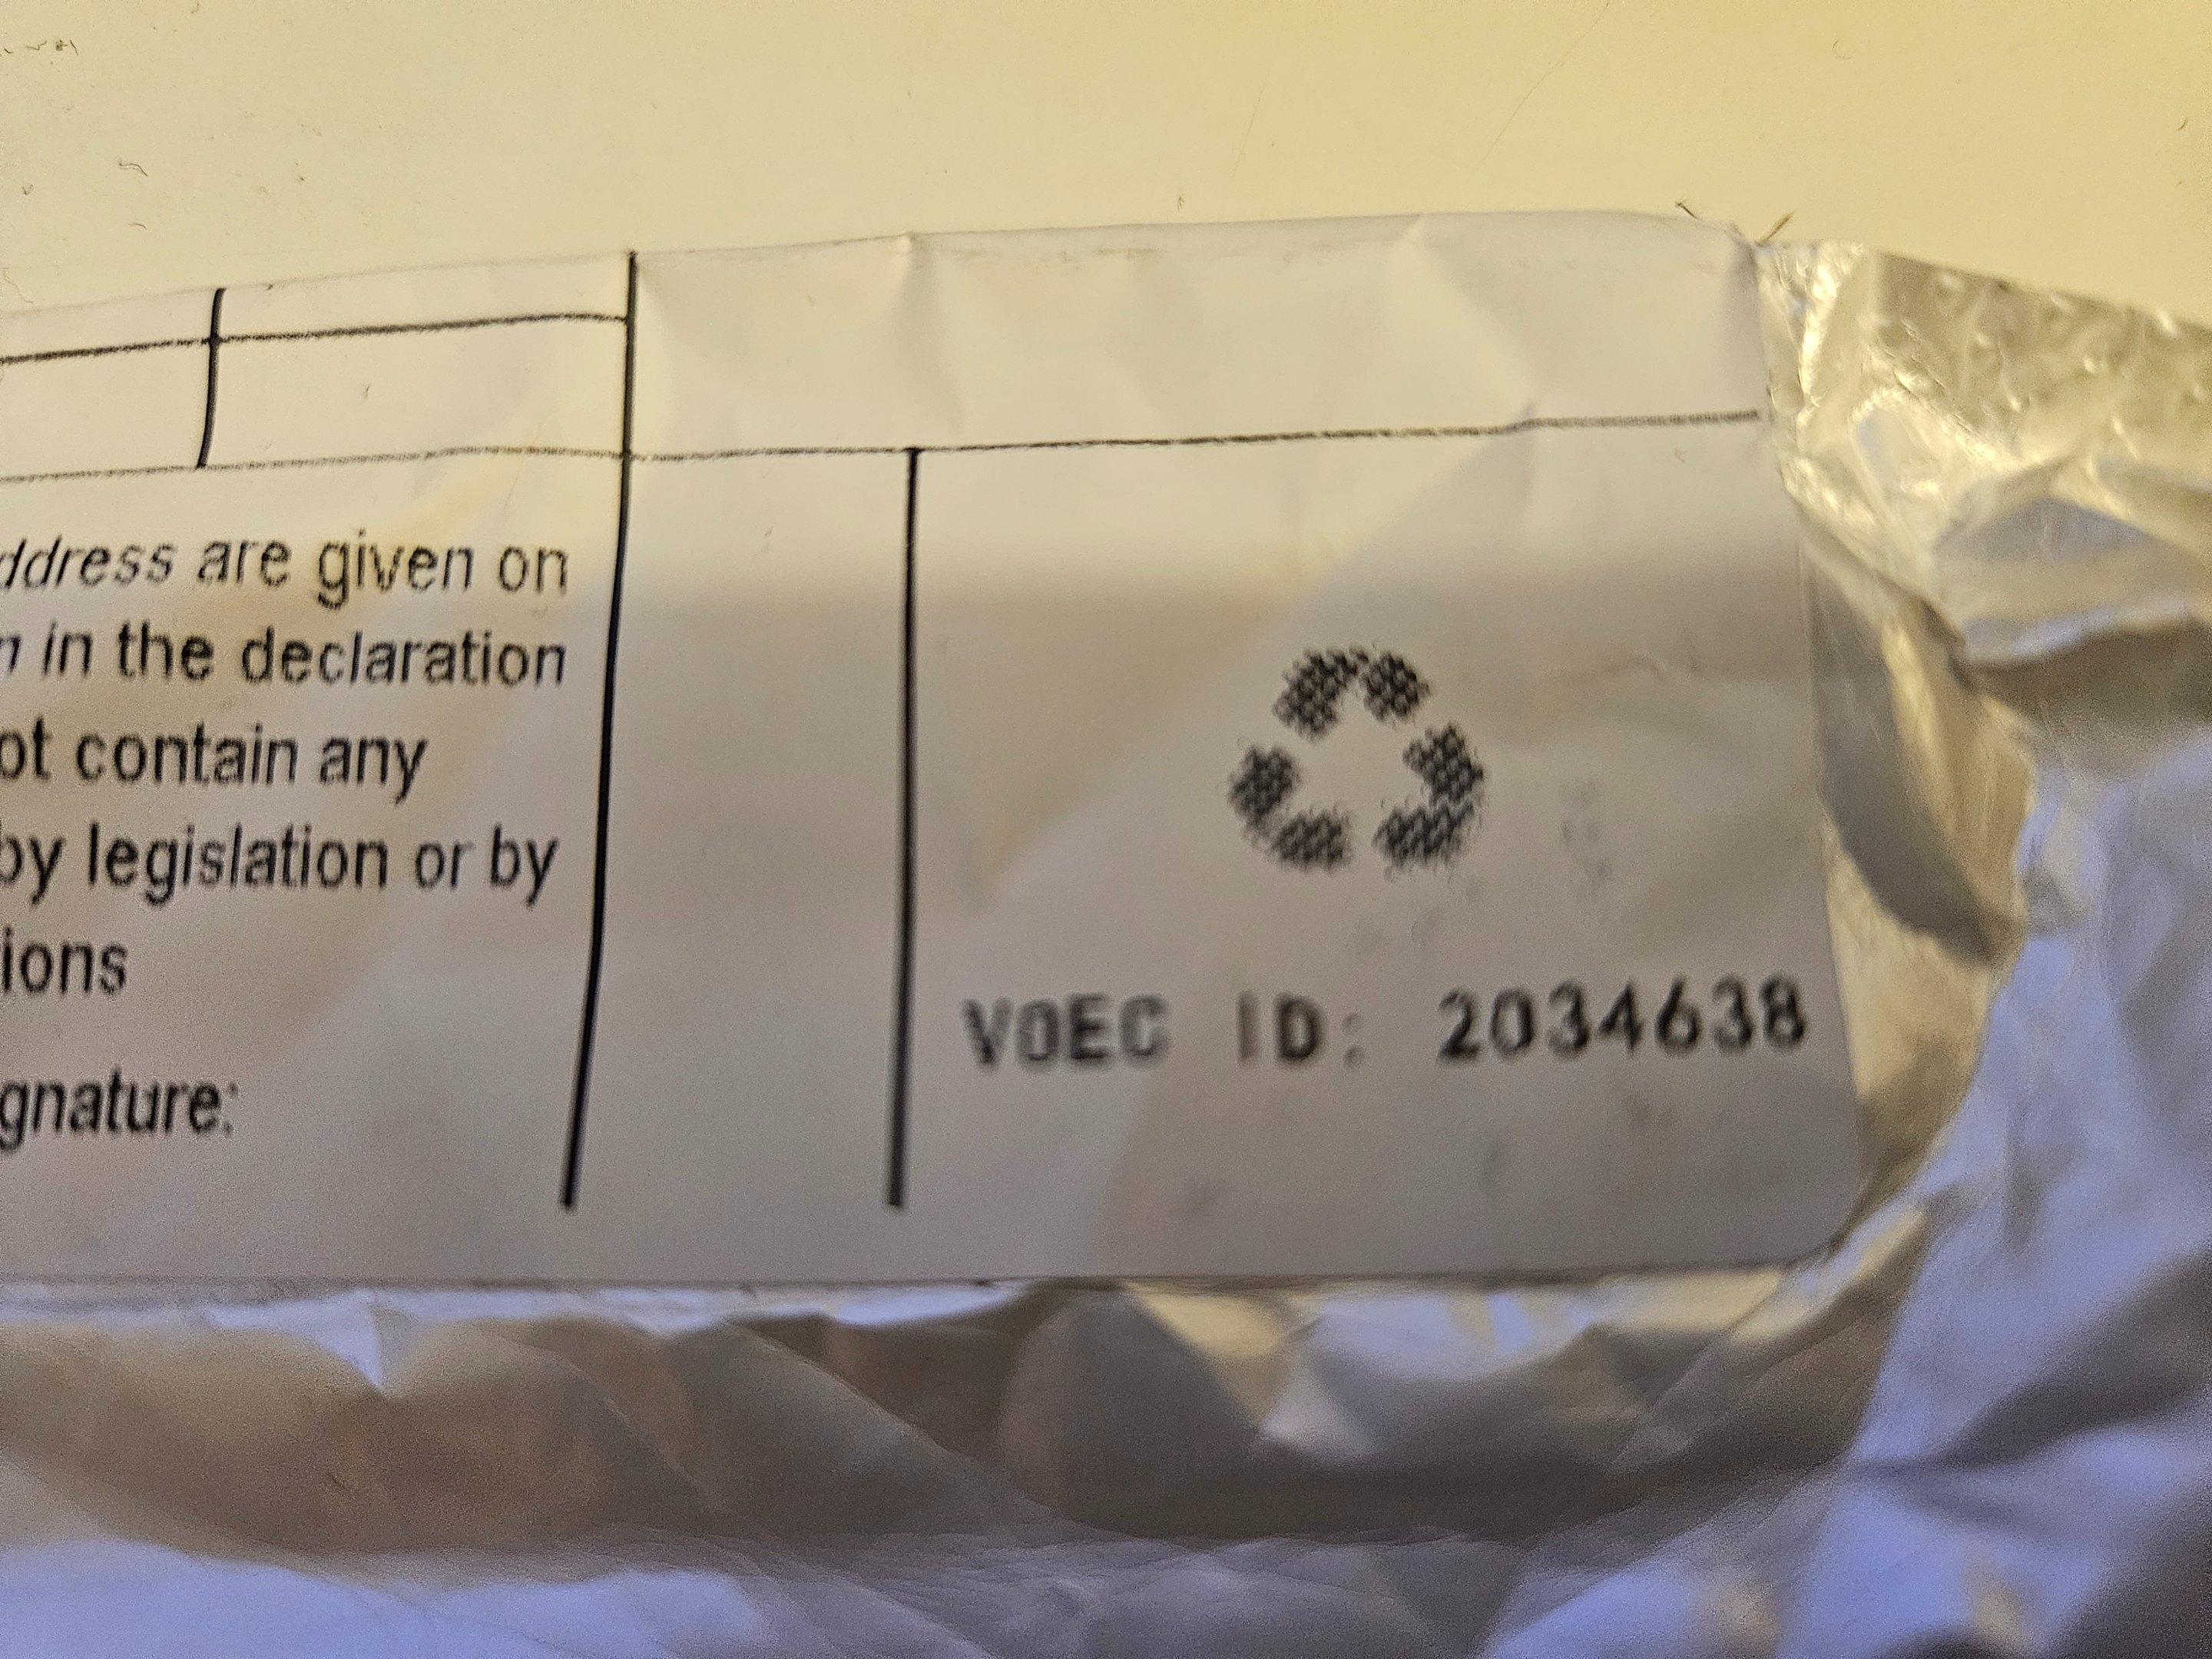 ddress are given on
n in the declaration
ot contain any
by legislation or by
ions
gnature:
VOEC ID: 2034638